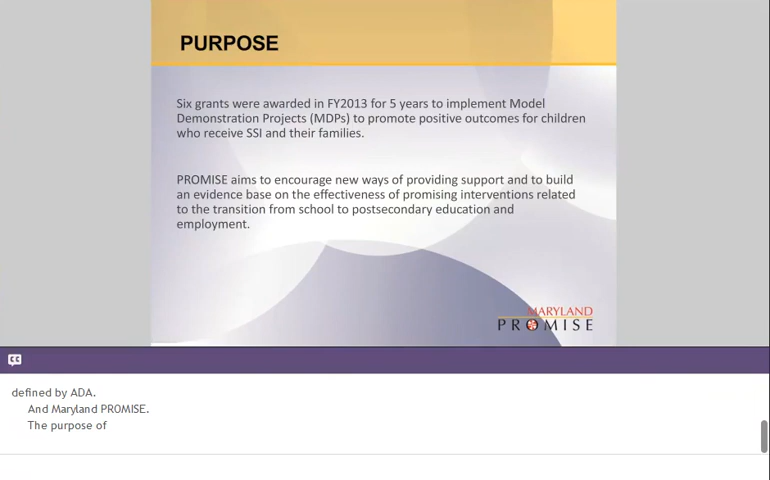 PURPOSE
Six grants were awarded in FY2013 for 5 years to implement Model
Demonstration Projects (MDPs) to promote positive outcomes for children
who receive SSI and their families.
PROMISE aims to encourage new ways of providing support and to build
an evidence base on the effectiveness of promising interventions related
to the transition from school to postsecondary education and
employment.
MARYLAND
PROMISE
CC
defined by ADA.
And Maryland PROMISE.
The purpose of